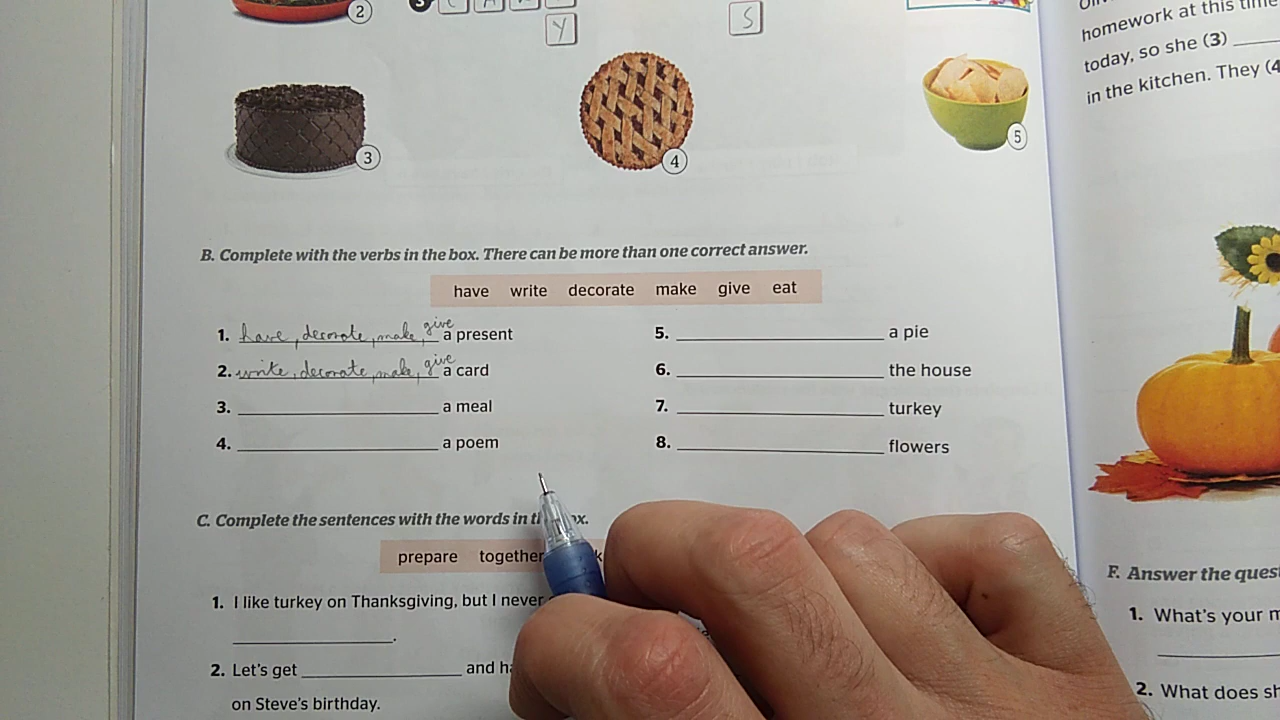 2
Y
S
3
4
5
homework at this time
today, so she (3)
in the kitchen. They (4
B. Complete with the verbs in the box. There can be more than one correct answer.
have write decorate make give eat
1. have, decorate, make, give a present
2. write, decorate, make, give a card
3. a meal
4. a poem
5. a pie
6. the house
7. turkey
8. flowers
C. Complete the sentences with the words in
prepare together
1. I like turkey on Thanksgiving, but I never
.
2. Let's get and
on Steve's birthday.
F. Answer the
1. What's your
2. What does